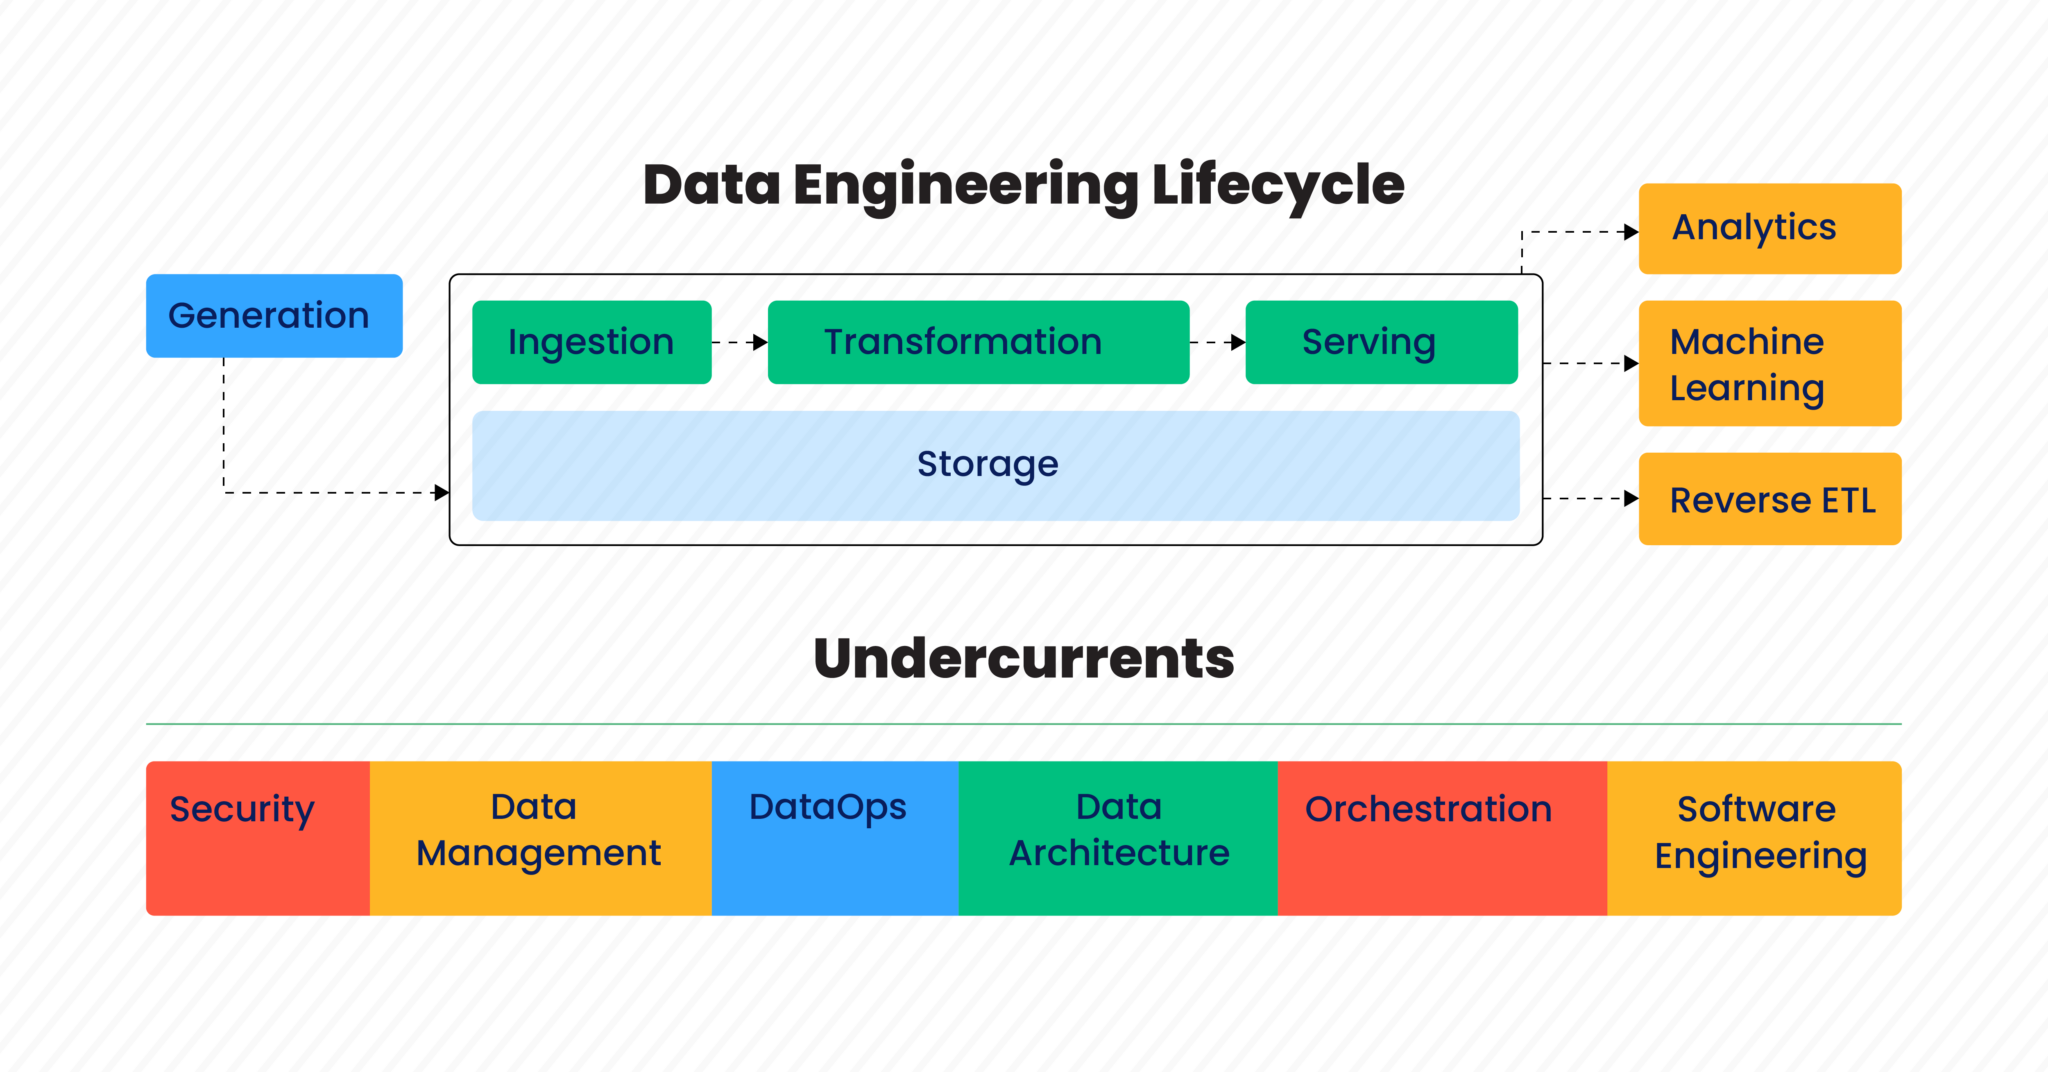 Data Engineering Lifecycle
Generation
Ingestion
Transformation
Serving
Storage
Analytics
Machine
Learning
Reverse ETL
Undercurrents
Security
Data
Management
DataOps
Data
Architecture
Orchestration
Software
Engineering